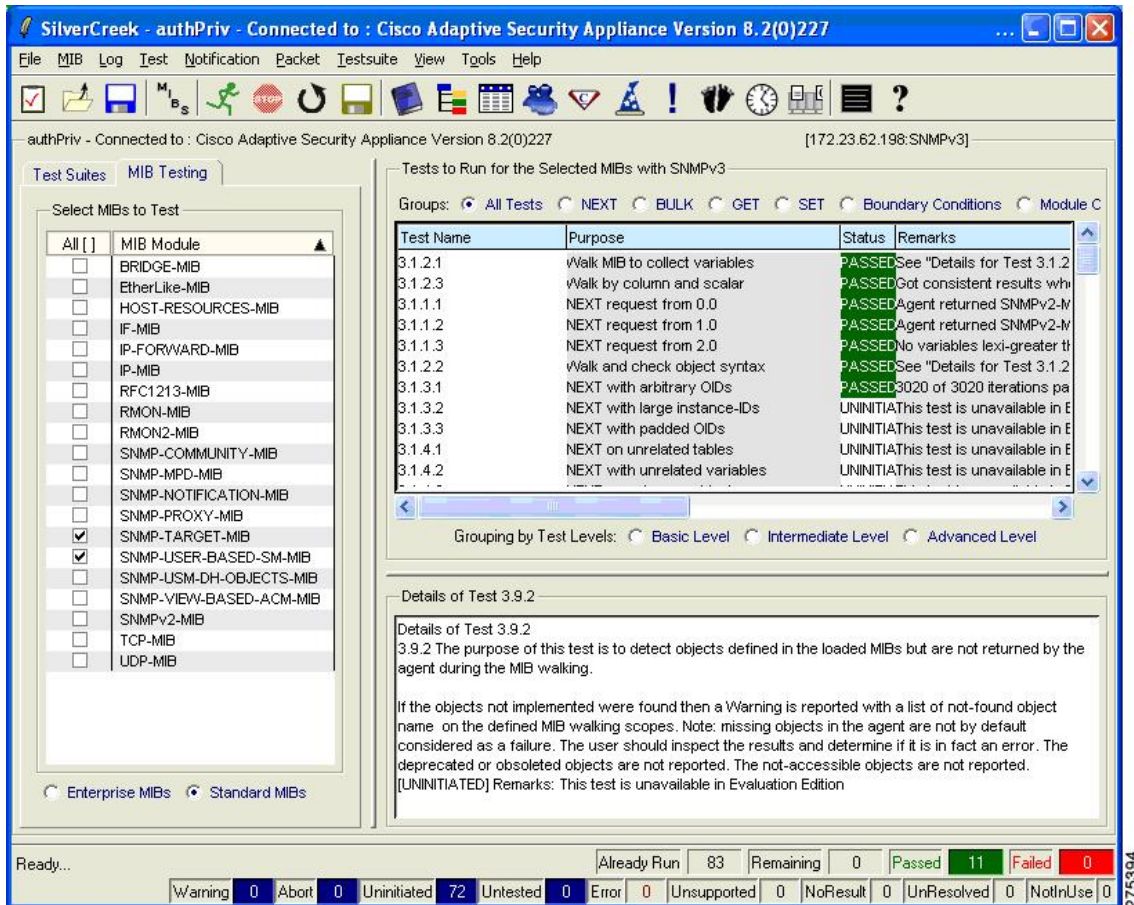 SilverCreek - authPriv - Connected to : Cisco Adaptive Security Appliance Version 8.2(0)227 ...
File MIB Log Test Notification Packet Testsuite View Tools Help
MIBs STOP ! ?
authPriv - Connected to : Cisco Adaptive Security Appliance Version 8.2(0)227 [172.23.62.198:SNMPv3]
Test Suites MIB Testing
Select MIBs to Test
All [ ] MIB Module
BRIDGE-MIB
EtherLike-MIB
HOST-RESOURCES-MIB
IF-MIB
IP-FORWARD-MIB
IP-MIB
RFC1213-MIB
RMON-MIB
RMON2-MIB
SNMP-COMMUNITY-MIB
SNMP-MPD-MIB
SNMP-NOTIFICATION-MIB
SNMP-PROXY-MIB
SNMP-TARGET-MIB
SNMP-USER-BASED-SM-MIB
SNMP-USM-DH-OBJECTS-MIB
SNMP-VIEW-BASED-ACM-MIB
SNMPv2-MIB
TCP-MIB
UDP-MIB
Enterprise MIBs Standard MIBs
Tests to Run for the Selected MIBs with SNMPv3
Groups: All Tests NEXT BULK GET SET Boundary Conditions Module C
Test Name Purpose Status Remarks
3.1.2.1 Walk MIB to collect variables PASSED See "Details for Test 3.1.2
3.1.2.3 Walk by column and scalar PASSED Got consistent results whe
3.1.1.1 NEXT request from 0.0 PASSED Agent returned SNMPv2-M
3.1.1.2 NEXT request from 1.0 PASSED Agent returned SNMPv2-M
3.1.1.3 NEXT request from 2.0 PASSED No variables lexi-greater th
3.1.2.2 Walk and check object syntax PASSED See "Details for Test 3.1.2
3.1.3.1 NEXT with arbitrary OIDs PASSED 3020 of 3020 iterations pa
3.1.3.2 NEXT with large instance-IDs UNINITIA This test is unavailable in E
3.1.3.3 NEXT with padded OIDs UNINITIA This test is unavailable in E
3.1.4.1 NEXT on unrelated tables UNINITIA This test is unavailable in E
3.1.4.2 NEXT with unrelated variables UNINITIA This test is unavailable in E
Grouping by Test Levels: Basic Level Intermediate Level Advanced Level
Details of Test 3.9.2
Details of Test 3.9.2
3.9.2 The purpose of this test is to detect objects defined in the loaded MIBs but are not returned by the
agent during the MIB walking.
If the objects not implemented were found then a Warning is reported with a list of not-found object
name on the defined MIB walking scopes. Note: missing objects in the agent are not by default
considered as a failure. The user should inspect the results and determine if it is in fact an error. The
deprecated or obsoleted objects are not reported. The not-accessible objects are not reported.
[UNINITIATED] Remarks: This test is unavailable in Evaluation Edition
Ready... Already Run 83 Remaining 0 Passed 11 Failed 0
Warning 0 Abort 0 Uninitiated 72 Untested 0 Error 0 Unsupported 0 NoResult 0 UnResolved 0 NotInUse 0
275394